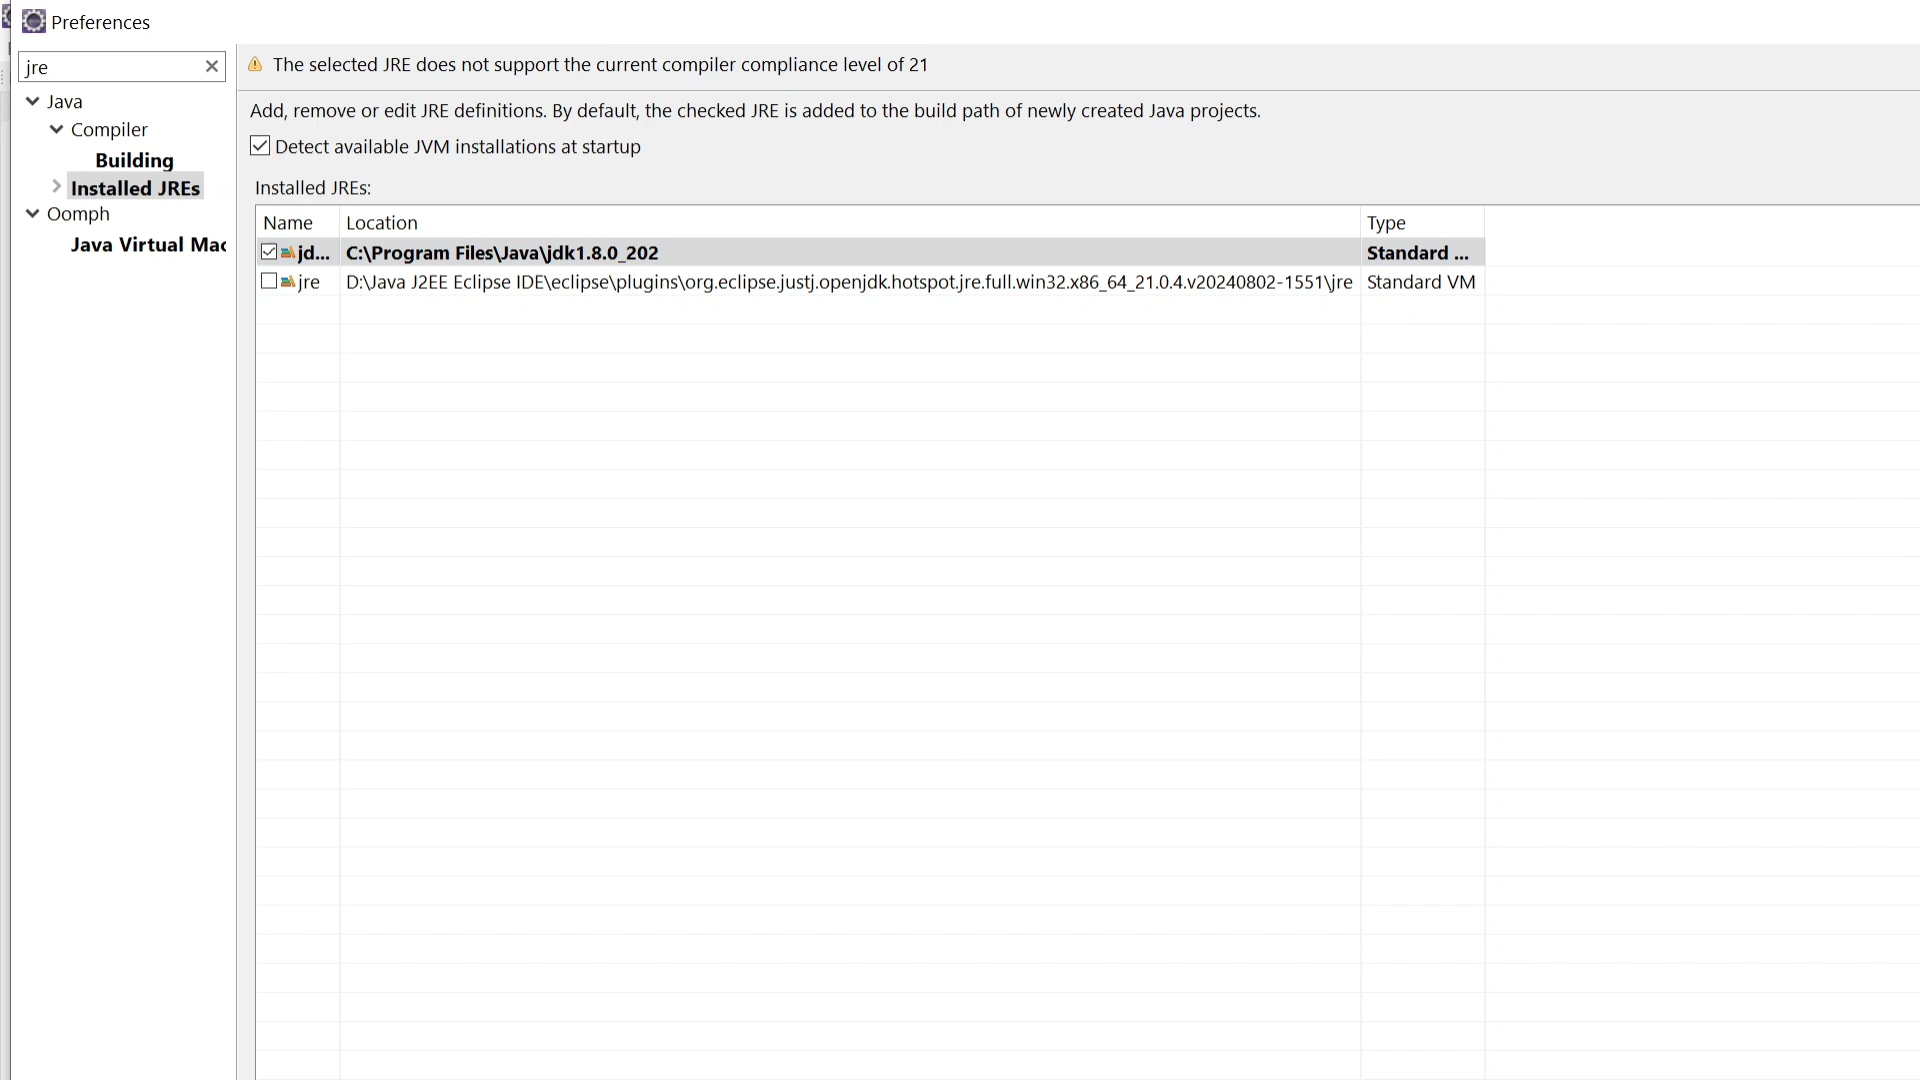 Preferences
jre
Java
Compiler
Building
Installed JREs
Oomph
Java Virtual Mac
The selected JRE does not support the current compiler compliance level of 21
Add, remove or edit JRE definitions. By default, the checked JRE is added to the build path of newly created Java projects.
Detect available JVM installations at startup
Installed JREs:
Name Location Type
jd... C:\Program Files\Java\jdk1.8.0_202 Standard ...
jre D:\Java J2EE Eclipse IDE\eclipse\plugins\org.eclipse.justj.openjdk.hotspot.jre.full.win32.x86_64_21.0.4.v20240802-1551\jre Standard VM